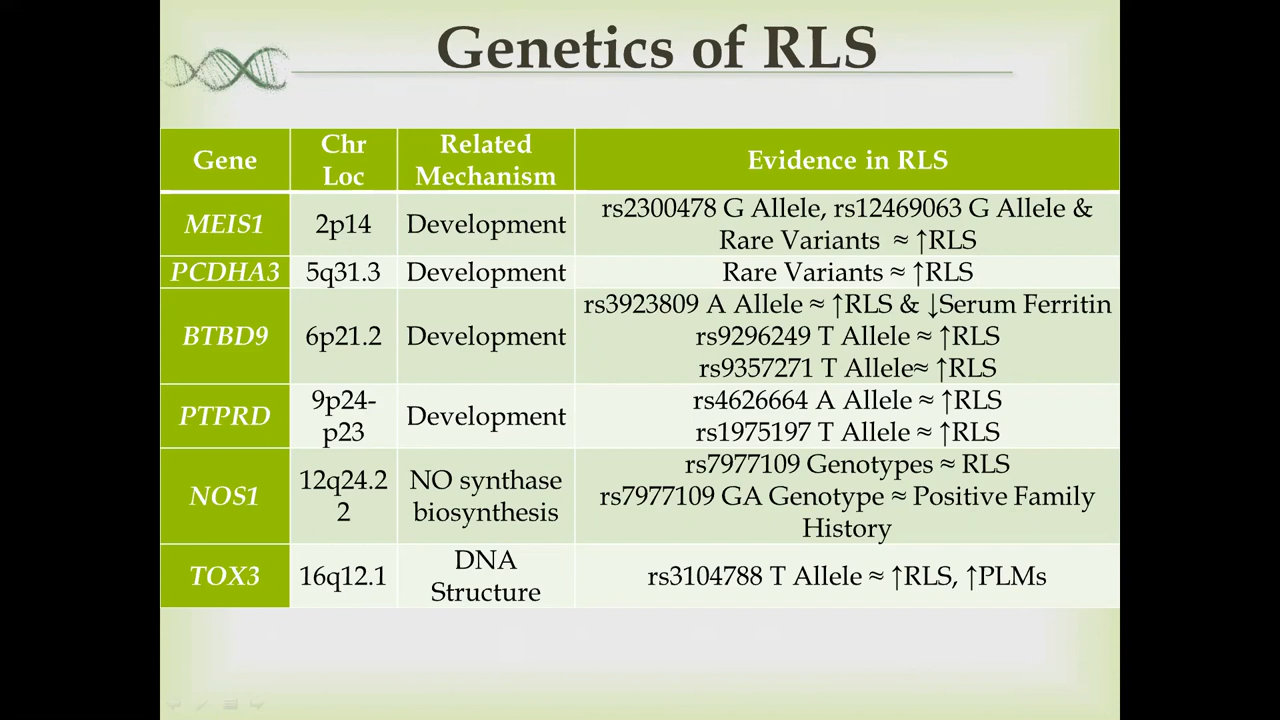 Genetics of RLS
Gene
Chr
Loc
Related
Mechanism
Evidence in RLS
MEIS1
2p14
Development
rs2300478 G Allele, rs12469063 G Allele &
Rare Variants ≈ ↑RLS
PCDHA3
5q31.3
Development
Rare Variants ≈ ↑RLS
BTBD9
6p21.2
Development
rs3923809 A Allele ≈ ↑RLS & ↓Serum Ferritin
rs9296249 T Allele ≈ ↑RLS
rs9357271 T Allele≈ ↑RLS
PTPRD
9p24-
p23
Development
rs4626664 A Allele ≈ ↑RLS
rs1975197 T Allele ≈ ↑RLS
NOS1
12q24.2
2
NO synthase
biosynthesis
rs7977109 Genotypes ≈ RLS
rs7977109 GA Genotype ≈ Positive Family
History
TOX3
16q12.1
DNA
Structure
rs3104788 T Allele ≈ ↑RLS, ↑PLMs